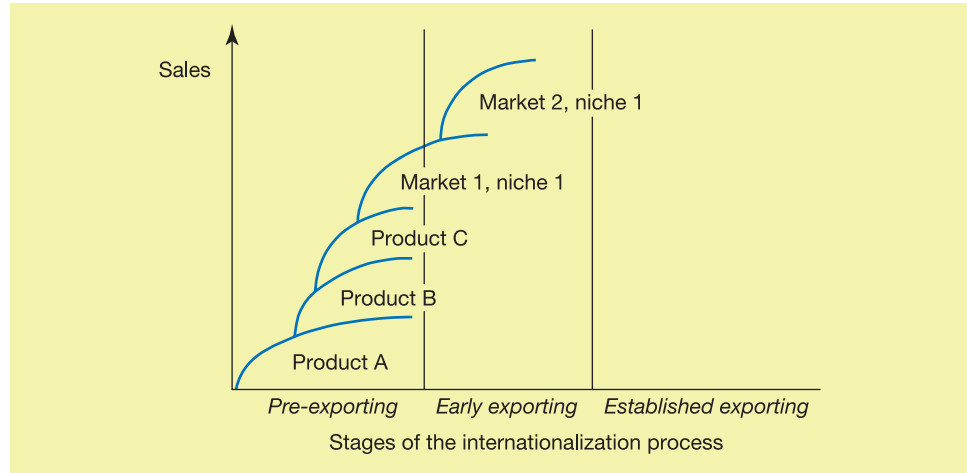 Sales
Market 2, niche 1
Market 1, niche 1
Product C
Product B
Product A
Pre-exporting
Early exporting
Established exporting
Stages of the internationalization process